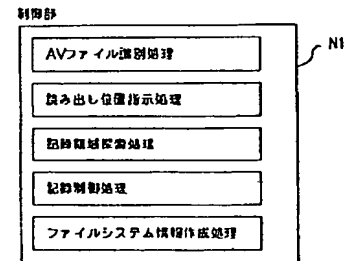 制御部
N1
AVファイル識別処理
読み出し位置指示処理
記録領域探索処理
記録制御処理
ファイルシステム情報作成処理